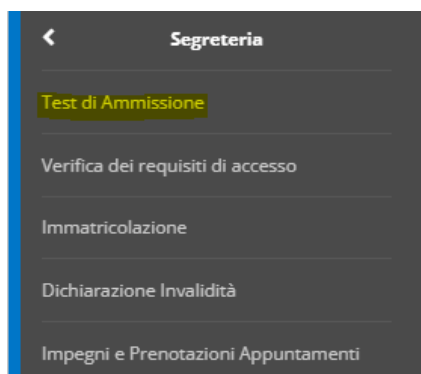 Segreteria
Test di Ammissione
Verifica dei requisiti di accesso
Immatricolazione
Dichiarazione Invalidità
Impegni e Prenotazioni Appuntamenti